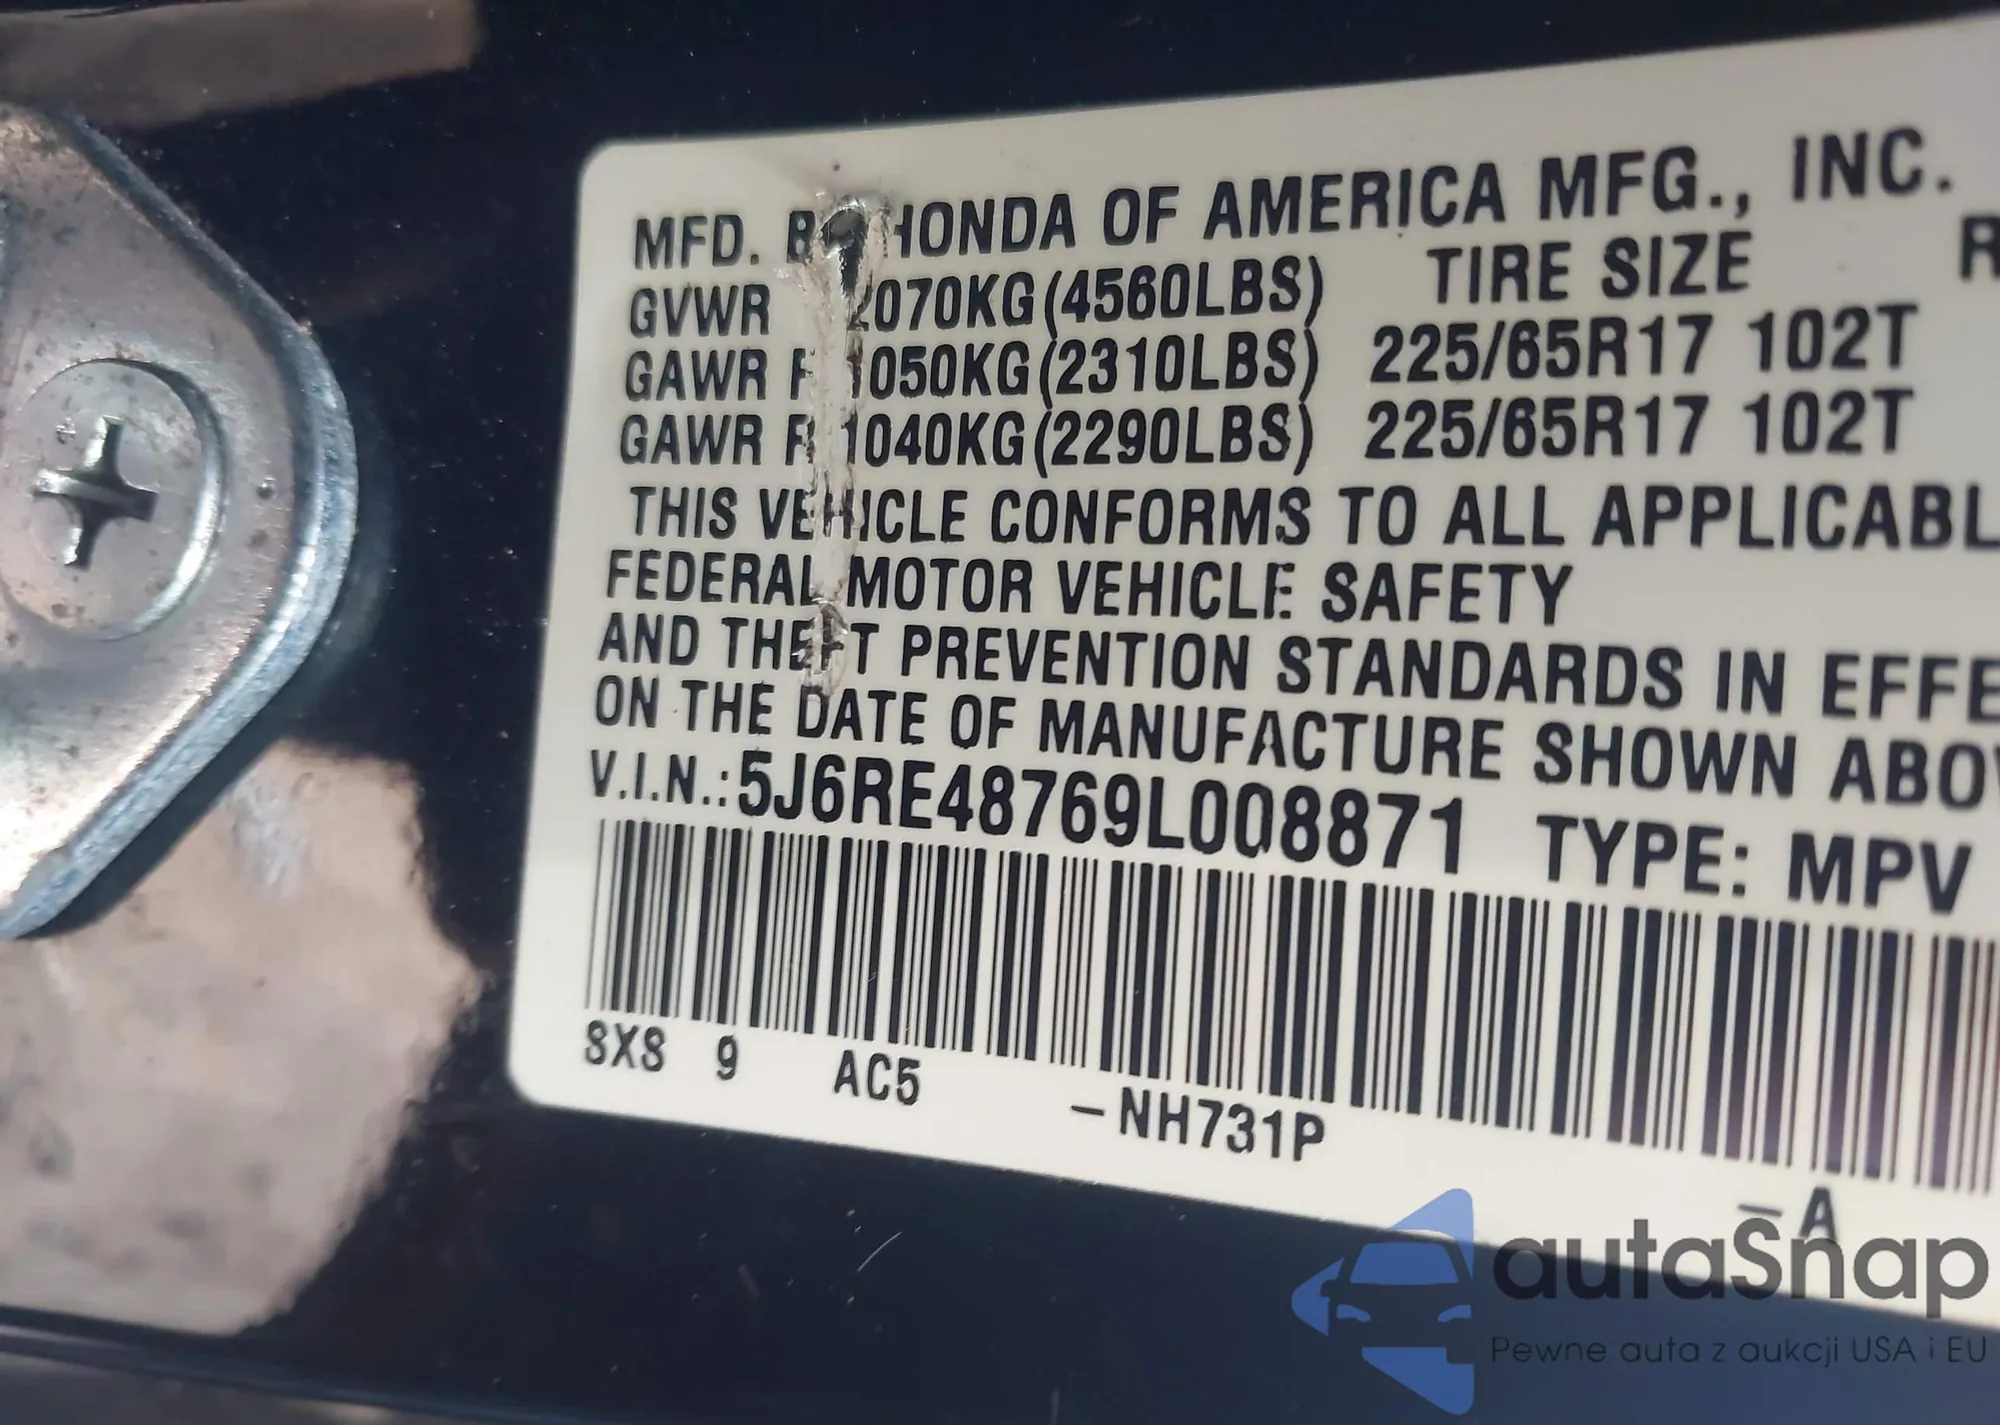 MFD. B HONDA OF AMERICA MFG., INC.
GVWR 2070KG(4560LBS) TIRE SIZE R
GAWR F 1050KG(2310LBS) 225/65R17 102T
GAWR R 1040KG(2290LBS) 225/65R17 102T
THIS VEHICLE CONFORMS TO ALL APPLICABL
FEDERAL MOTOR VEHICLE SAFETY
AND THEFT PREVENTION STANDARDS IN EFFE
ON THE DATE OF MANUFACTURE SHOWN ABOV
V.I.N.: 5J6RE48769L008871 TYPE: MPV
SXS 9 AC5 -NH731P -A
autaSnap
Pewne auta z aukcji USA i EU